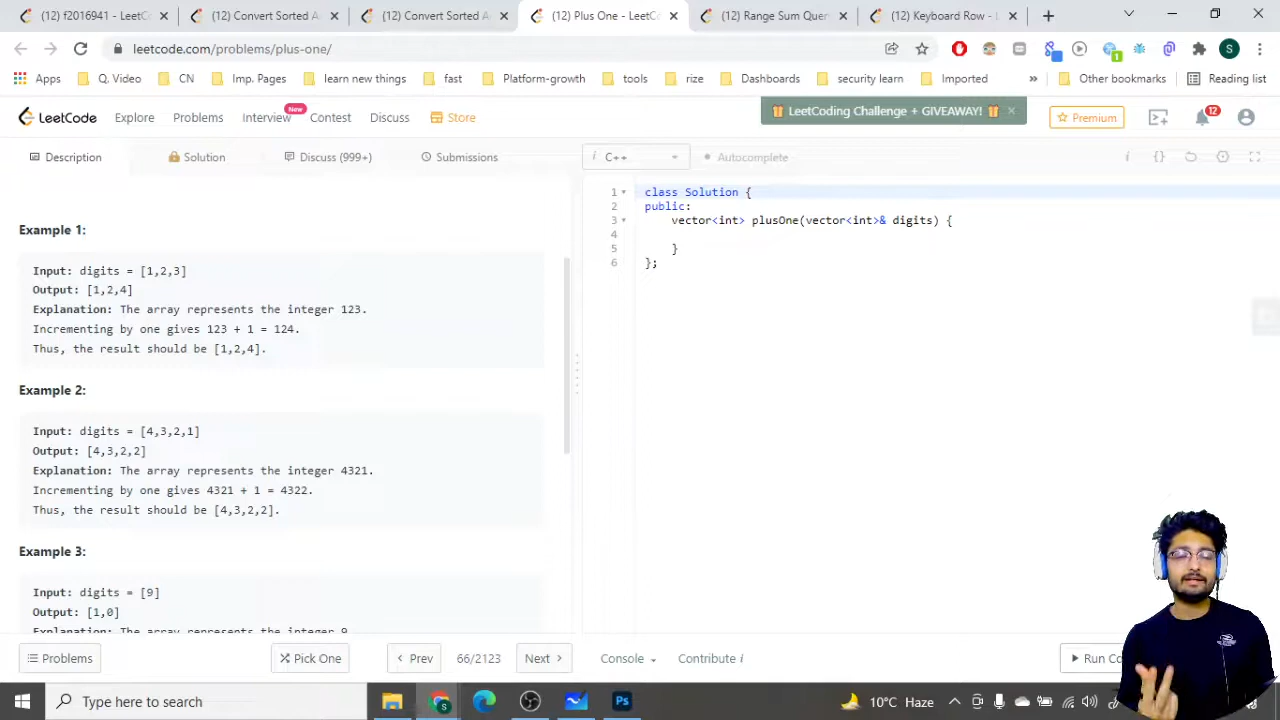 (12) f2016941 - LeetC
(12) Convert Sorted A
(12) Convert Sorted A
(12) Plus One - LeetC
(12) Range Sum Quer
(12) Keyboard Row - L
leetcode.com/problems/plus-one/
S
1
Apps
Q. Video
CN
Imp. Pages
learn new things
fast
Platform-growth
tools
rize
Dashboards
security learn
Imported
»
Other bookmarks
Reading list
LeetCode
Explore
Problems
Interview
New
Contest
Discuss
Store
LeetCoding Challenge + GIVEAWAY!
Premium
12
Description
Solution
Discuss (999+)
Submissions
i C++
Autocomplete
i {}
Example 1:
Input: digits = [1,2,3]
Output: [1,2,4]
Explanation: The array represents the integer 123.
Incrementing by one gives 123 + 1 = 124.
Thus, the result should be [1,2,4].
Example 2:
Input: digits = [4,3,2,1]
Output: [4,3,2,2]
Explanation: The array represents the integer 4321.
Incrementing by one gives 4321 + 1 = 4322.
Thus, the result should be [4,3,2,2].
Example 3:
Input: digits = [9]
Output: [1,0]
Explanation: The array represents the integer 9.
1 class Solution {
2 public:
3 vector<int> plusOne(vector<int>& digits) {
4
5 }
6 };
Problems
Pick One
Prev
66/2123
Next
Console
Contribute i
Run Co
Type here to search
Ps
10°C Haze